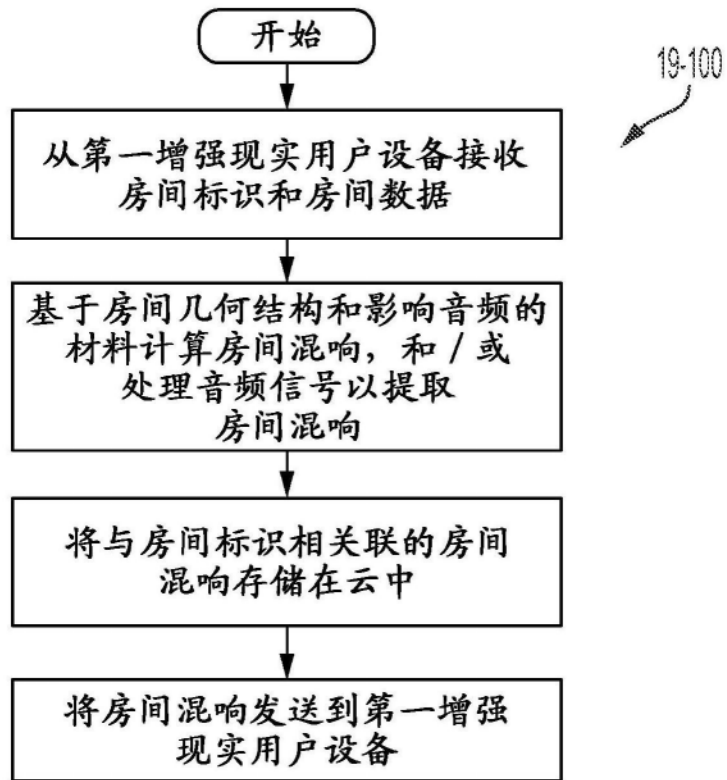 开始
19-100
从第一增强现实用户设备接收
房间标识和房间数据
基于房间几何结构和影响音频的
材料计算房间混响，和/或
处理音频信号以提取
房间混响
将与房间标识相关联的房间
混响存储在云中
将房间混响发送到第一增强
现实用户设备